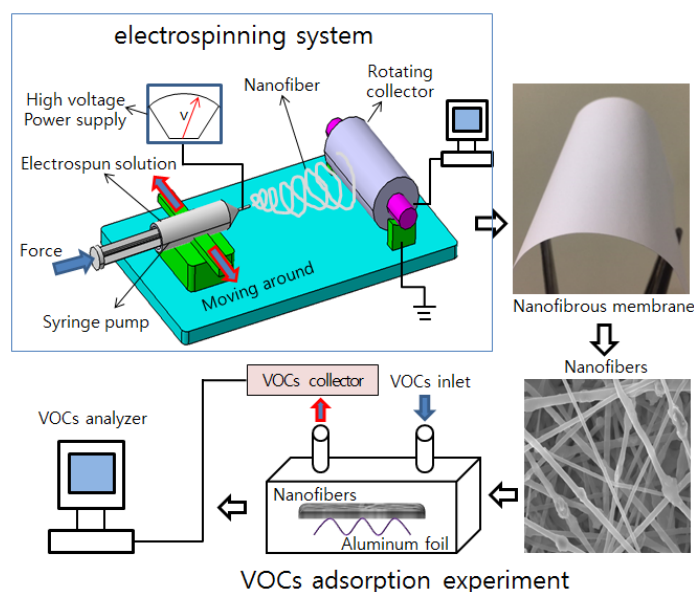 electrospinning system
High voltage
Power supply
V
Nanofiber
Rotating
collector
Electrospun solution
Force
Moving around
Syringe pump
Nanofibrous membrane
Nanofibers
VOCs collector
VOCs inlet
VOCs analyzer
Nanofibers
Aluminum foil
VOCs adsorption experiment